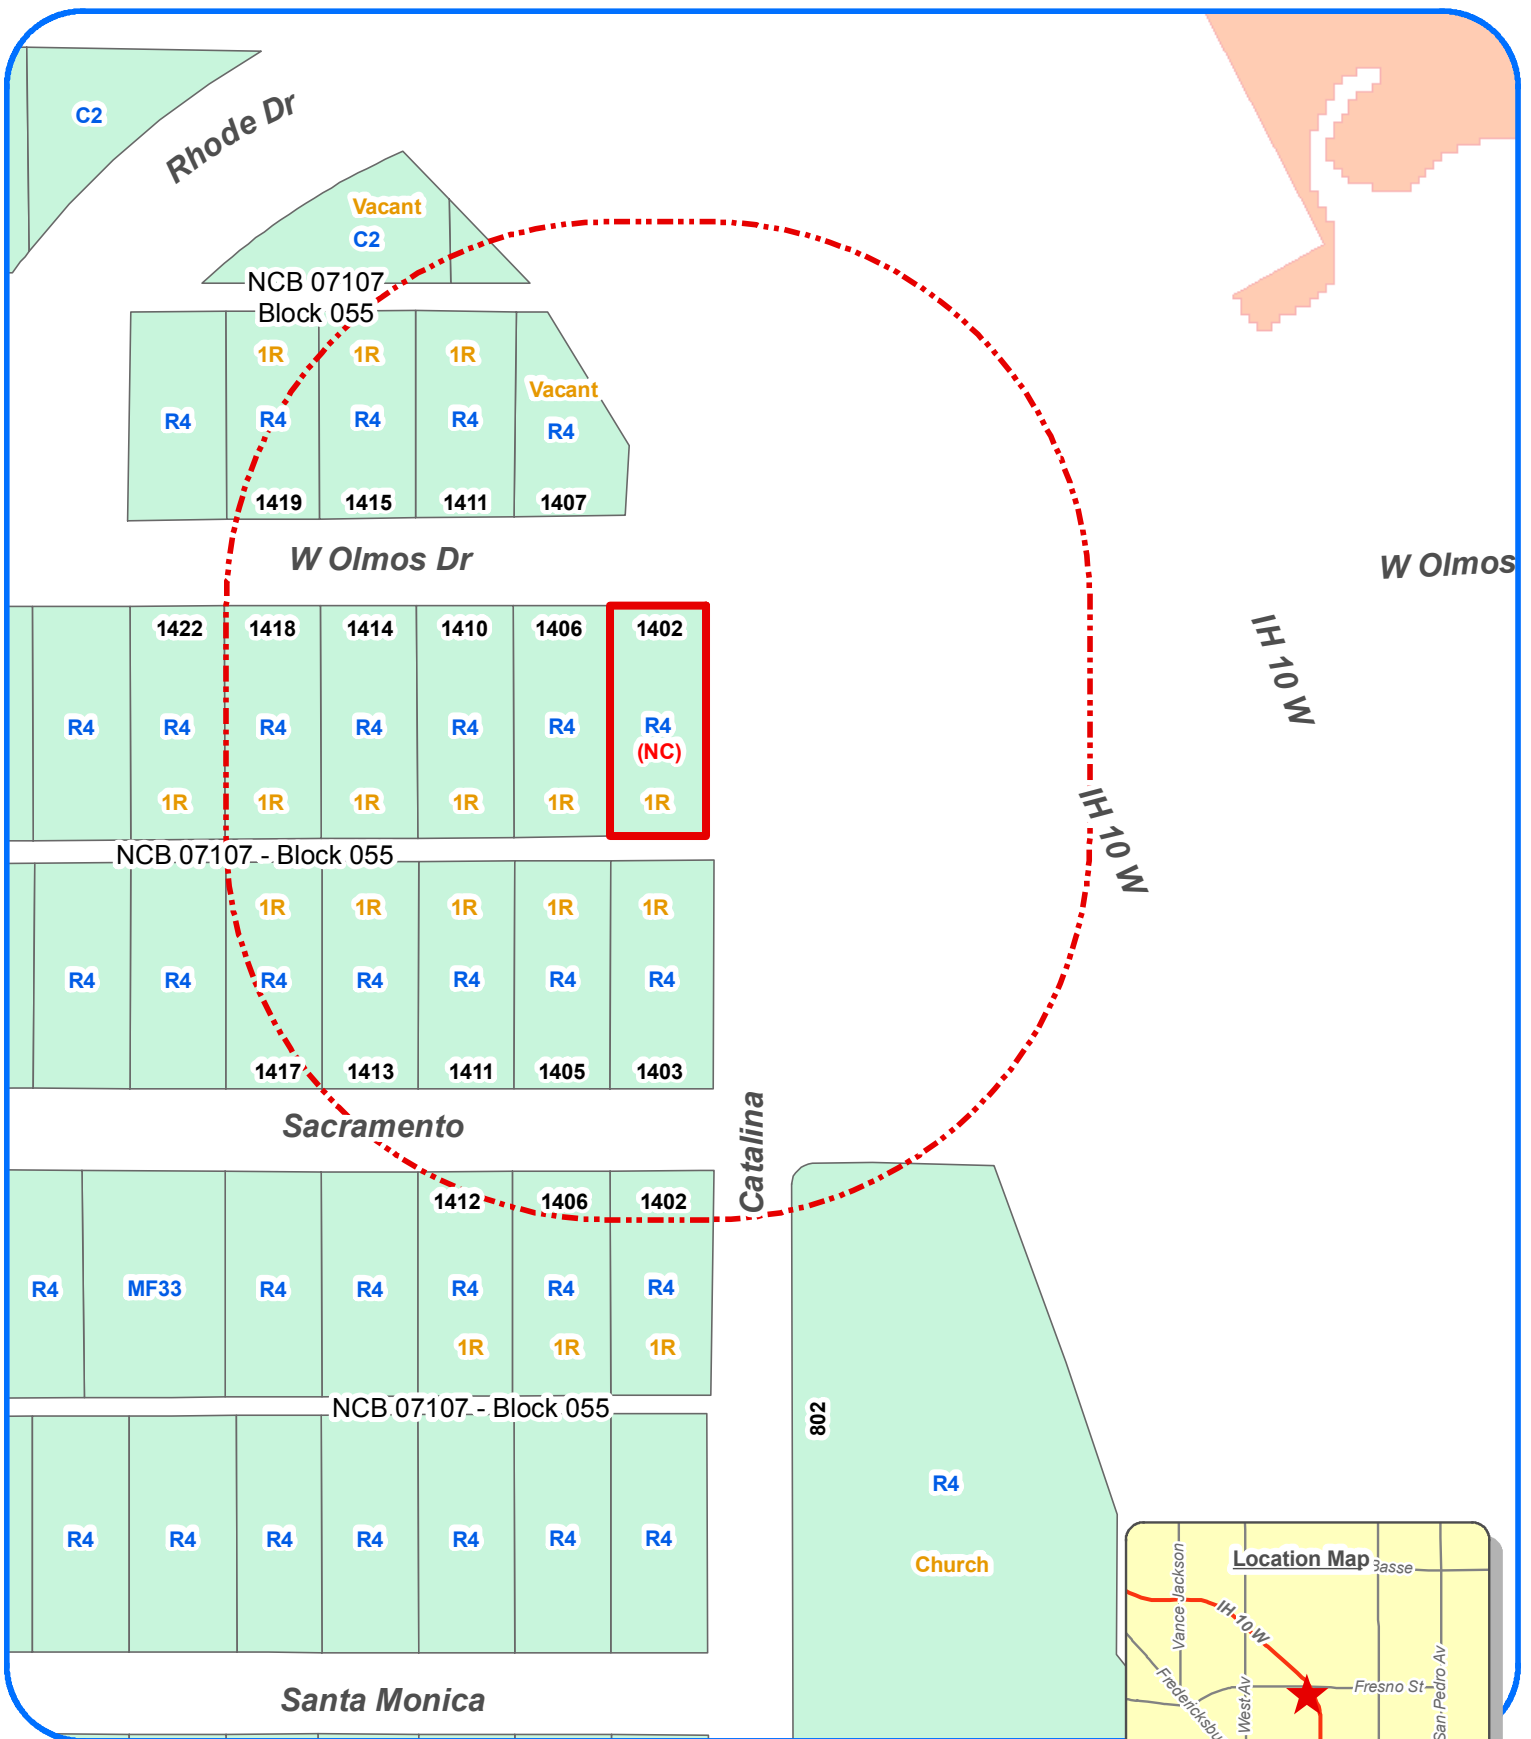 C2
Rhode Dr
Vacant
C2
NCB 07107
Block 055
1R
1R
1R
Vacant
R4
R4
R4
R4
R4
1419
1415
1411
1407
W Olmos Dr
W Olmos
1422
1418
1414
1410
1406
1402
R4
R4
R4
R4
R4
R4
R4
(NC)
1R
1R
1R
1R
1R
1R
IH 10 W
IH 10 W
NCB 07107 - Block 055
1R
1R
1R
1R
1R
R4
R4
R4
R4
R4
R4
R4
1417
1413
1411
1405
1403
Sacramento
Catalina
1412
1406
1402
R4
MF33
R4
R4
R4
R4
R4
1R
1R
1R
NCB 07107 - Block 055
802
R4
Church
R4
R4
R4
R4
R4
R4
R4
Santa Monica
Location Map
Basse
Vance Jackson
IH 10 W
Fresno St
West Av
San Pedro Av